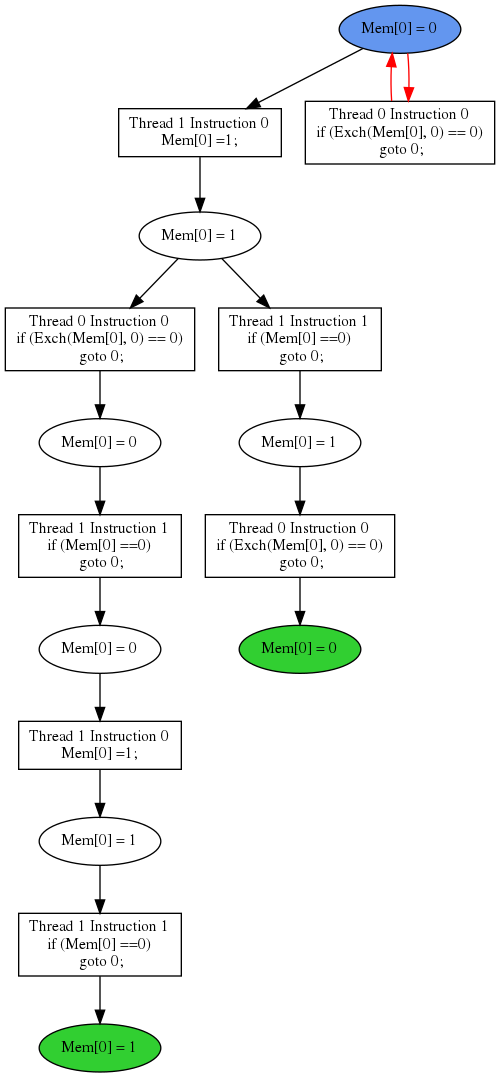 Mem[0] = 0
Thread 1 Instruction 0
Mem[0] =1;
Thread 0 Instruction 0
if (Exch(Mem[0], 0) == 0)
goto 0;
Mem[0] = 1
Thread 0 Instruction 0
if (Exch(Mem[0], 0) == 0)
goto 0;
Thread 1 Instruction 1
if (Mem[0] ==0)
goto 0;
Mem[0] = 0
Mem[0] = 1
Thread 1 Instruction 1
if (Mem[0] ==0)
goto 0;
Thread 0 Instruction 0
if (Exch(Mem[0], 0) == 0)
goto 0;
Mem[0] = 0
Mem[0] = 0
Thread 1 Instruction 0
Mem[0] =1;
Mem[0] = 1
Thread 1 Instruction 1
if (Mem[0] ==0)
goto 0;
Mem[0] = 1